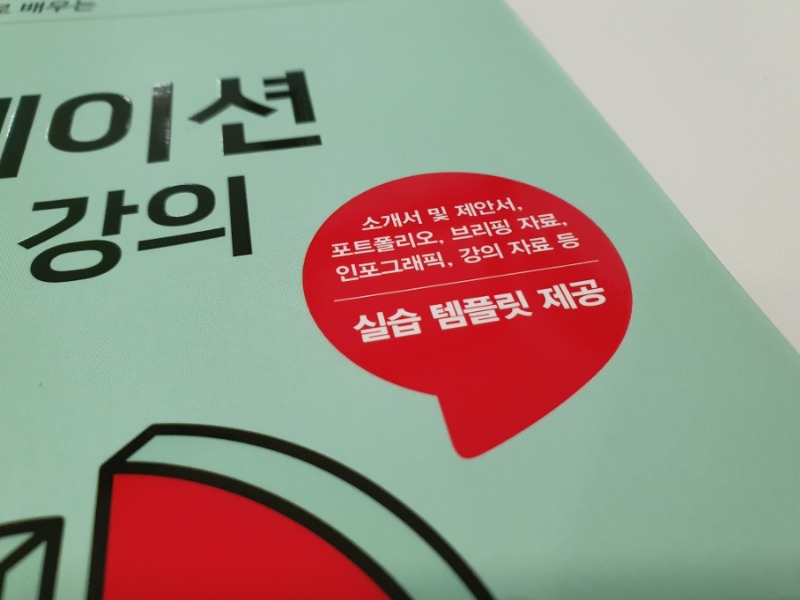 배우는
이션
강의
소개서 및 제안서,
포트폴리오, 브리핑 자료,
인포그래픽, 강의 자료 등
실습 템플릿 제공